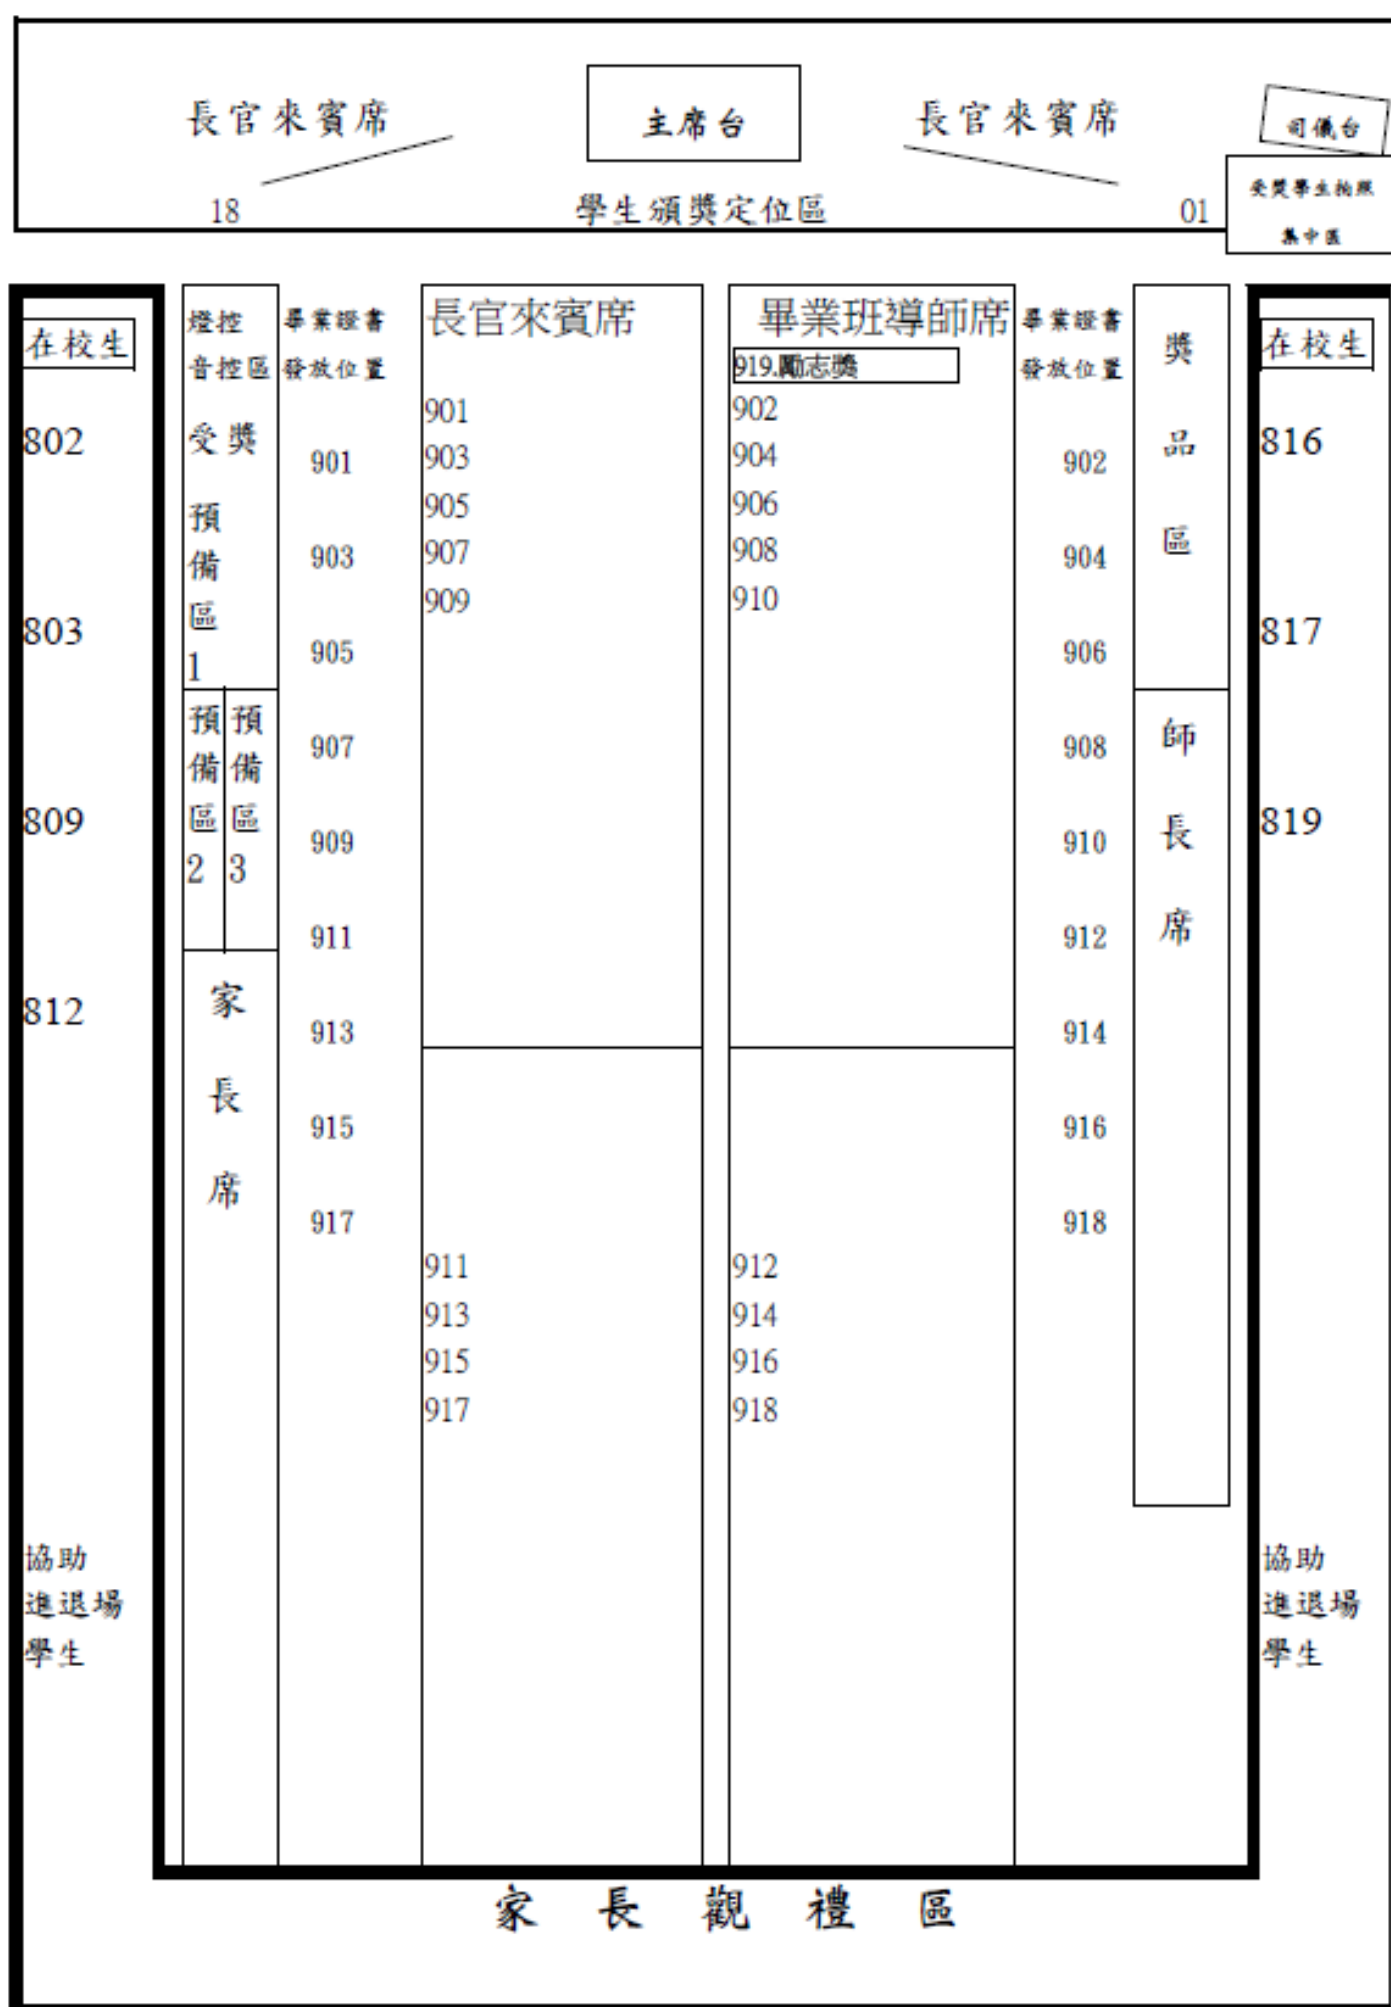 長官來賓席 主席台 長官來賓席 司儀台
受獎學生拍照
集中區
18 學生頒獎定位區 01
在校生
802
803
809
812
協助
進退場
學生
燈控
音控區
受獎
預
備
區
1
預
備
區
2
預
備
區
3
家
長
席
畢業證書
發放位置
901
903
905
907
909
911
913
915
917
長官來賓席
901
903
905
907
909
911
913
915
917
畢業班導師席
919.勵志獎
902
904
906
908
910
912
914
916
918
畢業證書
發放位置
902
904
906
908
910
912
914
916
918
獎
品
區
師
長
席
在校生
816
817
819
協助
進退場
學生
家長觀禮區